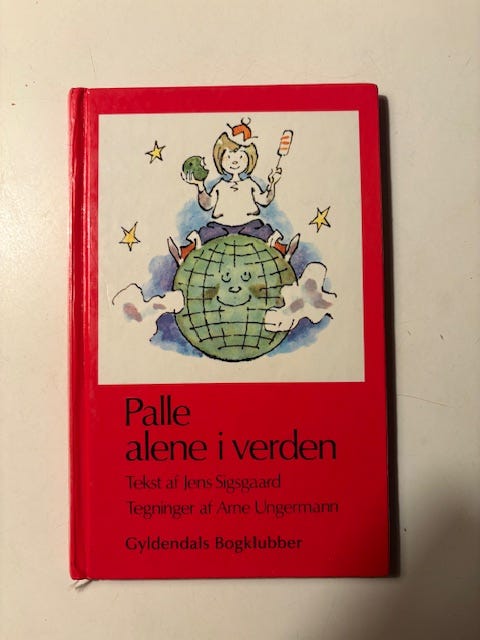 Palle
alene i verden
Tekst af Jens Sigsgaard
Tegninger af Arne Ungermann
Gyldendals Bogklubber